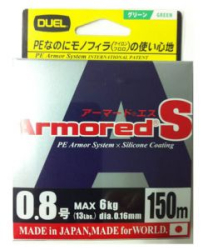 DUEL
グリーン GREEN
PEなのにモノフィラ(ナイロンフロロ)の使い心地
PE Armor System INTERNATIONAL PATENT
アーマード・エス
Armored S
PE Armor System × Silicone Coating
0.8号 MAX 6kg 150m
(13Lbs.) dia. 0.16mm
MADE in JAPAN, MADE for WORLD.